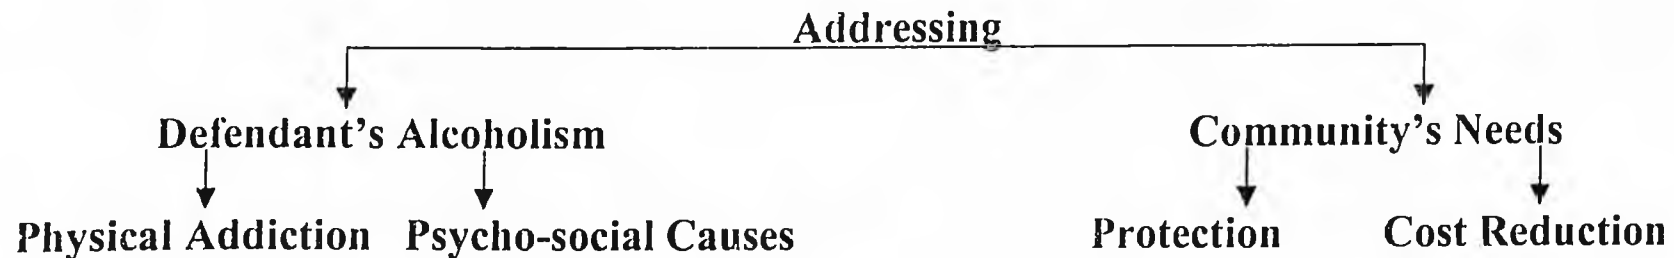 Addressing
Defendant's Alcoholism Community's Needs
Physical Addiction Psycho-social Causes Protection Cost Reduction